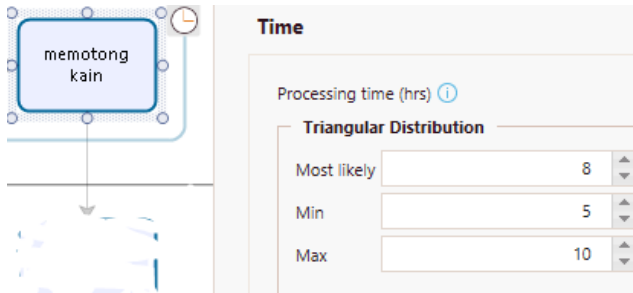 memotong
kain
Time
Processing time (hrs)
Triangular Distribution
Most likely 8
Min 5
Max 10